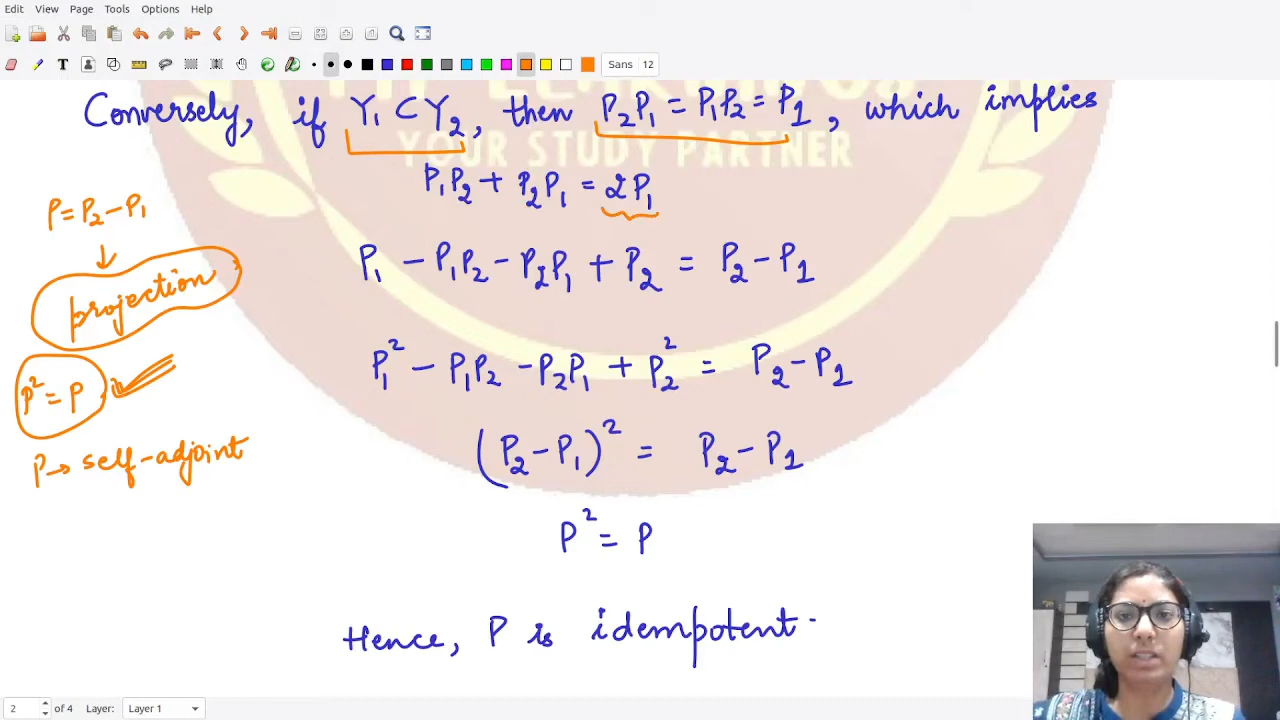 Edit View Page Tools Options Help
Sans 12
Conversely, if Y₁ ⊂ Y₂, then P₂P₁ = P₁P₂ = P₁, which implies
YOUR STUDY PARTNER
P₁P₂ + P₂P₁ = 2P₁
P = P₂ - P₁
↓
projection
P₁ - P₁P₂ - P₂P₁ + P₂ = P₂ - P₁
P₁² - P₁P₂ - P₂P₁ + P₂² = P₂ - P₁
P² = P
(P₂ - P₁)² = P₂ - P₁
P → self-adjoint
P² = P
Hence, P is idempotent.
2 of 4 Layer: Layer 1